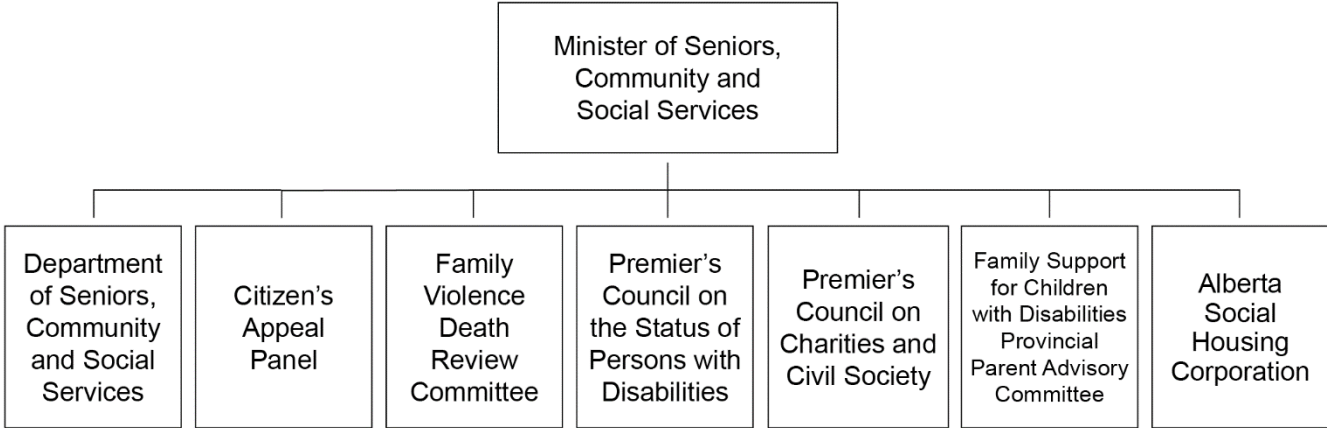 Minister of Seniors,
Community and
Social Services
Department
of Seniors,
Community
and Social
Services
Citizen’s
Appeal
Panel
Family
Violence
Death
Review
Committee
Premier’s
Council on
the Status of
Persons with
Disabilities
Premier’s
Council on
Charities and
Civil Society
Family Support
for Children
with Disabilities
Provincial
Parent Advisory
Committee
Alberta
Social
Housing
Corporation